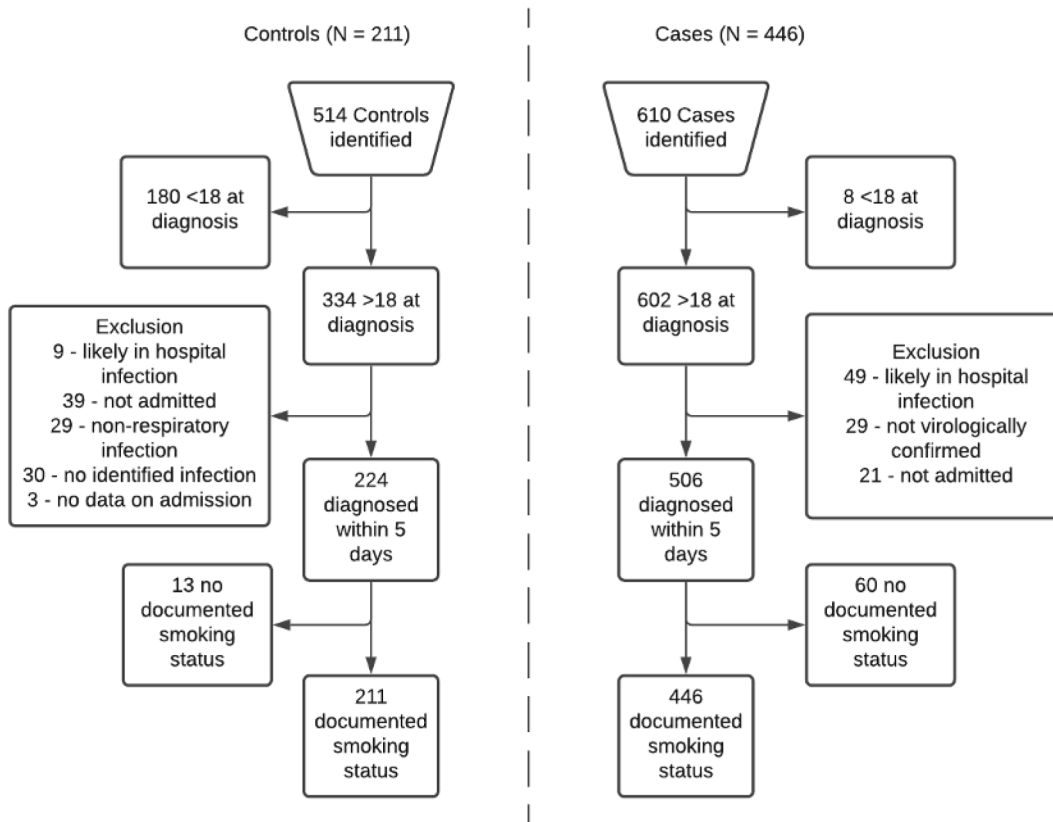 Controls (N = 211)
514 Controls
identified
180 <18 at
diagnosis
334 >18 at
diagnosis
Exclusion
9 - likely in hospital
infection
39 - not admitted
29 - non-respiratory
infection
30 - no identified infection
3 - no data on admission
224
diagnosed
within 5
days
13 no
documented
smoking
status
211
documented
smoking
status
Cases (N = 446)
610 Cases
identified
8 <18 at
diagnosis
602 >18 at
diagnosis
Exclusion
49 - likely in hospital
infection
29 - not virologically
confirmed
21 - not admitted
506
diagnosed
within 5
days
60 no
documented
smoking
status
446
documented
smoking
status